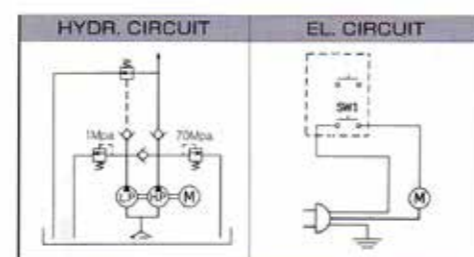 HYDR. CIRCUIT
EL. CIRCUIT
SW1
1Mpa
70Mpa
M
LP
HP
M